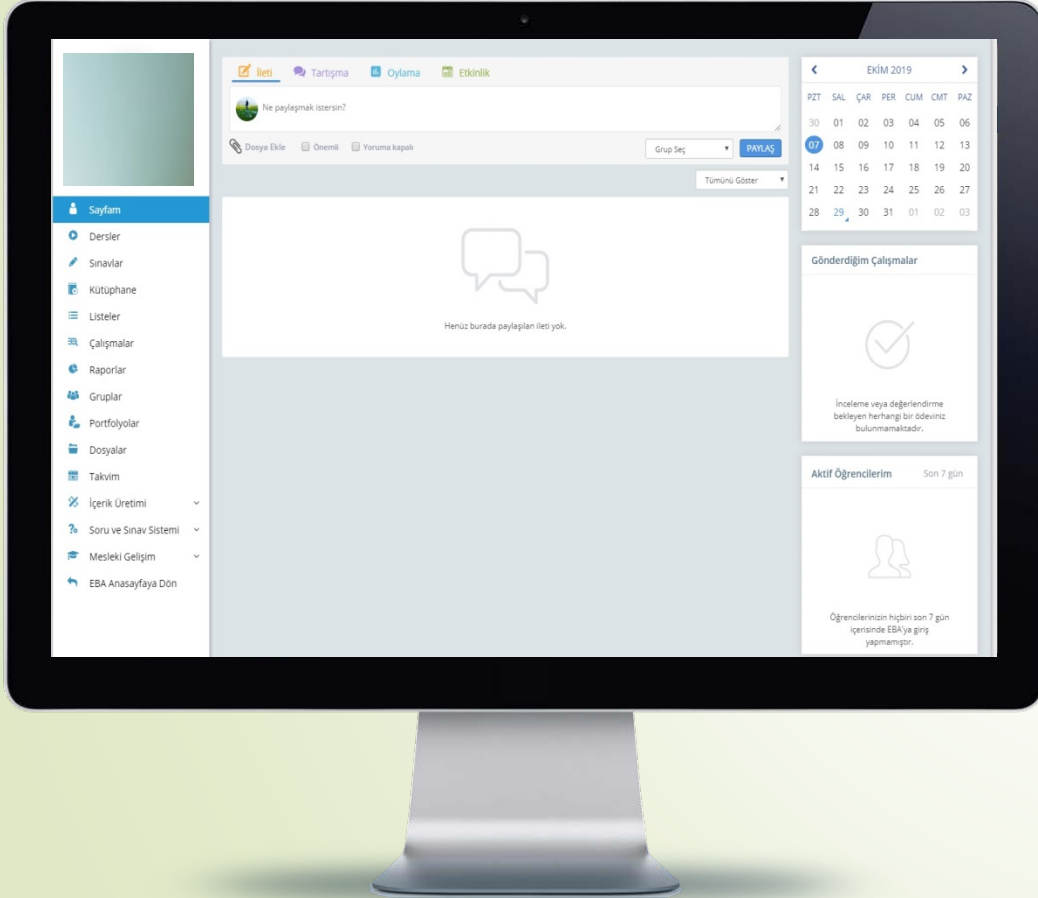 Sayfam
Dersler
Sınavlar
Kütüphane
Listeler
Çalışmalar
Raporlar
Gruplar
Portfolyolar
Dosyalar
Takvim
İçerik Üretimi
Soru ve Sınav Sistemi
Mesleki Gelişim
EBA Anasayfaya Dön
İleti Tartışma Oylama Etkinlik
Ne paylaşmak istersin?
Dosya Ekle Önemli Yoruma kapalı Grup Seç PAYLAŞ
Tümünü Göster
Henüz burada paylaşılan ileti yok.
EKİM 2019
PZT SAL ÇAR PER CUM CMT PAZ
30 01 02 03 04 05 06
07 08 09 10 11 12 13
14 15 16 17 18 19 20
21 22 23 24 25 26 27
28 29 30 31 01 02 03
Gönderdiğim Çalışmalar
İnceleme veya değerlendirme
bekleyen herhangi bir ödeviniz
bulunmamaktadır.
Aktif Öğrencilerim Son 7 gün
Öğrencilerinizin hiçbiri son 7 gün
içerisinde EBA'ya giriş
yapmamıştır.